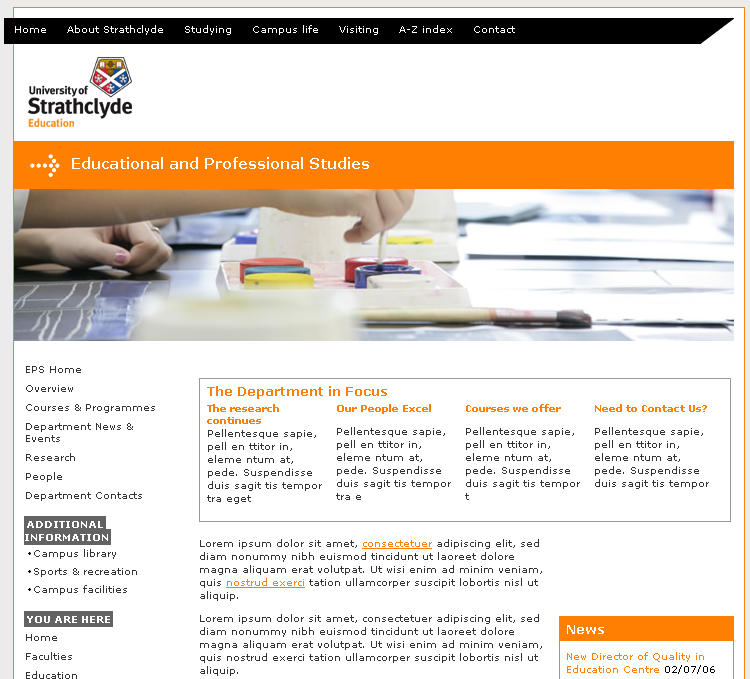 Home About Strathclyde Studying Campus life Visiting A-Z index Contact
University of
Strathclyde
Education
Educational and Professional Studies
EPS Home
Overview
Courses & Programmes
Department News &
Events
Research
People
Department Contacts
ADDITIONAL
INFORMATION
•Campus library
•Sports & recreation
•Campus facilities
YOU ARE HERE
Home
Faculties
Education
The Department in Focus
The research
continues
Pellentesque sapie,
pell en ttitor in,
eleme ntum at,
pede. Suspendisse
duis sagit tis tempor
tra eget
Our People Excel
Pellentesque sapie,
pell en ttitor in,
eleme ntum at,
pede. Suspendisse
duis sagit tis tempor
tra e
Courses we offer
Pellentesque sapie,
pell en ttitor in,
eleme ntum at,
pede. Suspendisse
duis sagit tis tempor
t
Need to Contact Us?
Pellentesque sapie,
pell en ttitor in,
eleme ntum at,
pede. Suspendisse
duis sagit tis tempor
Lorem ipsum dolor sit amet, consectetuer adipiscing elit, sed
diam nonummy nibh euismod tincidunt ut laoreet dolore
magna aliquam erat volutpat. Ut wisi enim ad minim veniam,
quis nostrud exerci tation ullamcorper suscipit lobortis nisl ut
aliquip.
Lorem ipsum dolor sit amet, consectetuer adipiscing elit, sed
diam nonummy nibh euismod tincidunt ut laoreet dolore
magna aliquam erat volutpat. Ut wisi enim ad minim veniam,
quis nostrud exerci tation ullamcorper suscipit lobortis nisl ut
aliquip.
News
New Director of Quality in
Education Centre 02/07/06